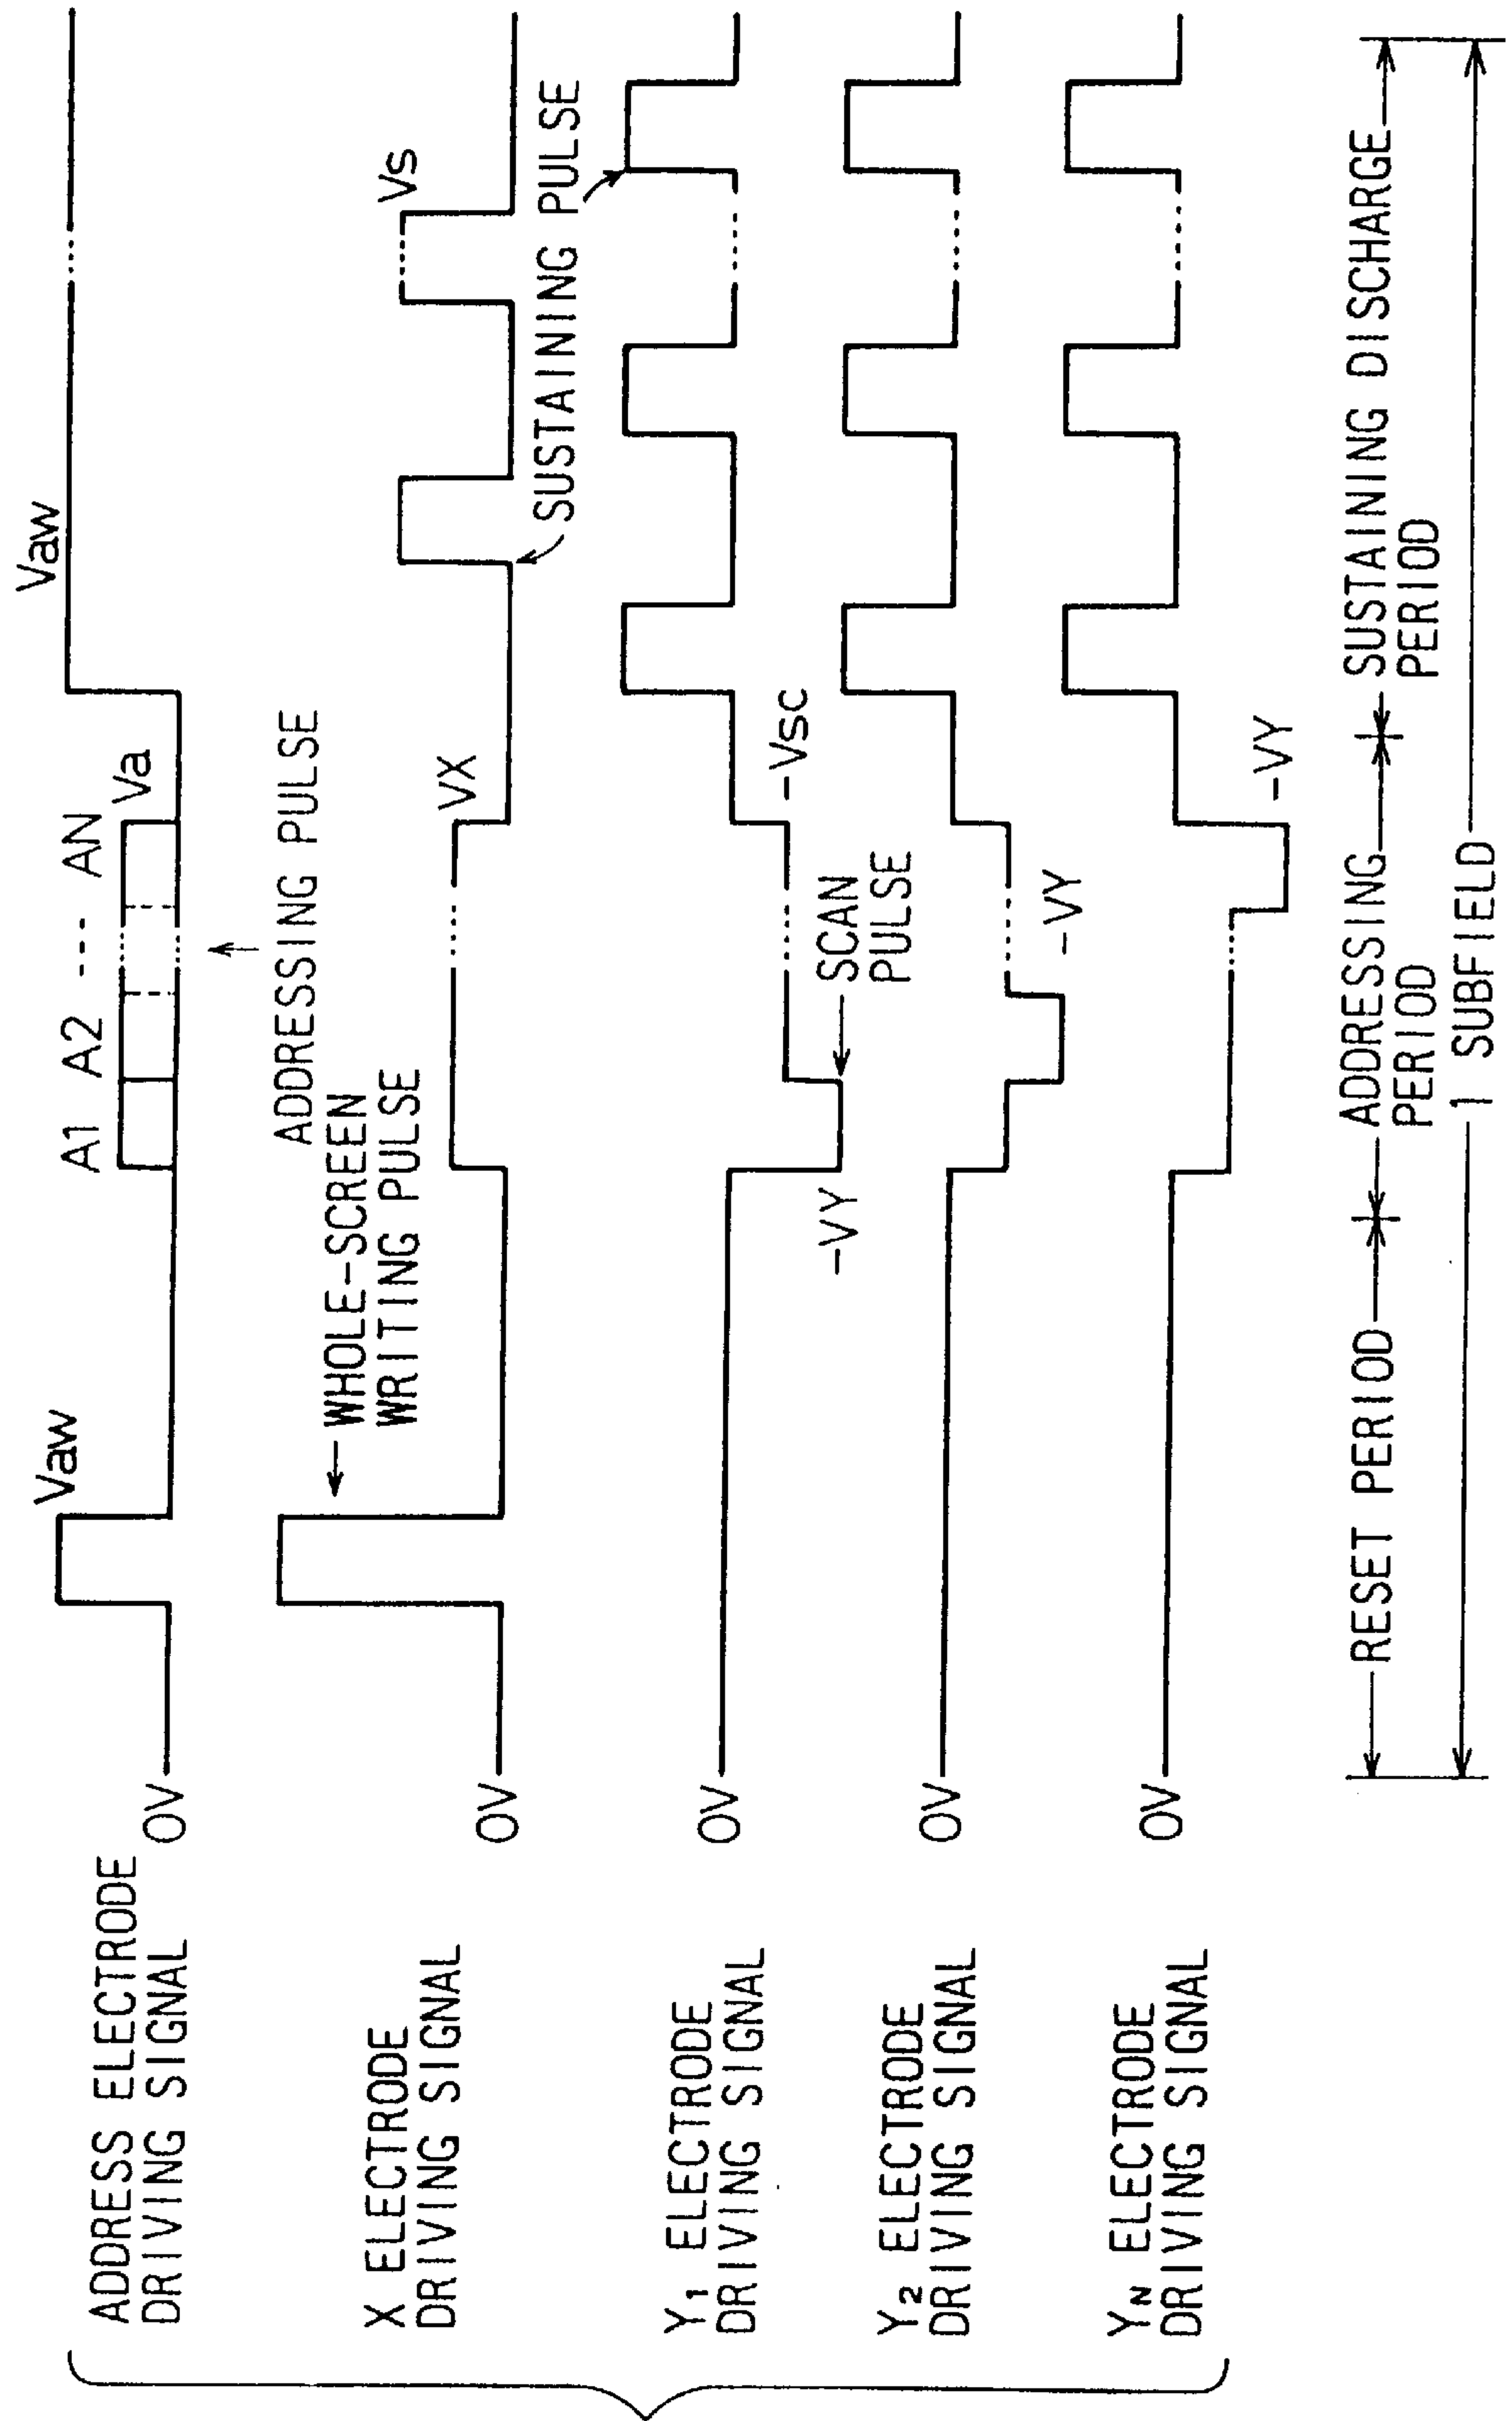 ADDRESS ELECTRODE
DRIVING SIGNAL
0V
Vaw
A1 A2 --- AN
Va
Vaw
ADDRESSING PULSE
X ELECTRODE
DRIVING SIGNAL
0V
WHOLE-SCREEN
WRITING PULSE
VX
Vs
SUSTAINING PULSE
Y1 ELECTRODE
DRIVING SIGNAL
0V
-VY
-Vsc
SCAN
PULSE
Y2 ELECTRODE
DRIVING SIGNAL
0V
-VY
YN ELECTRODE
DRIVING SIGNAL
0V
-VY
RESET PERIOD
ADDRESSING
PERIOD
SUSTAINING DISCHARGE
PERIOD
1 SUBFIELD